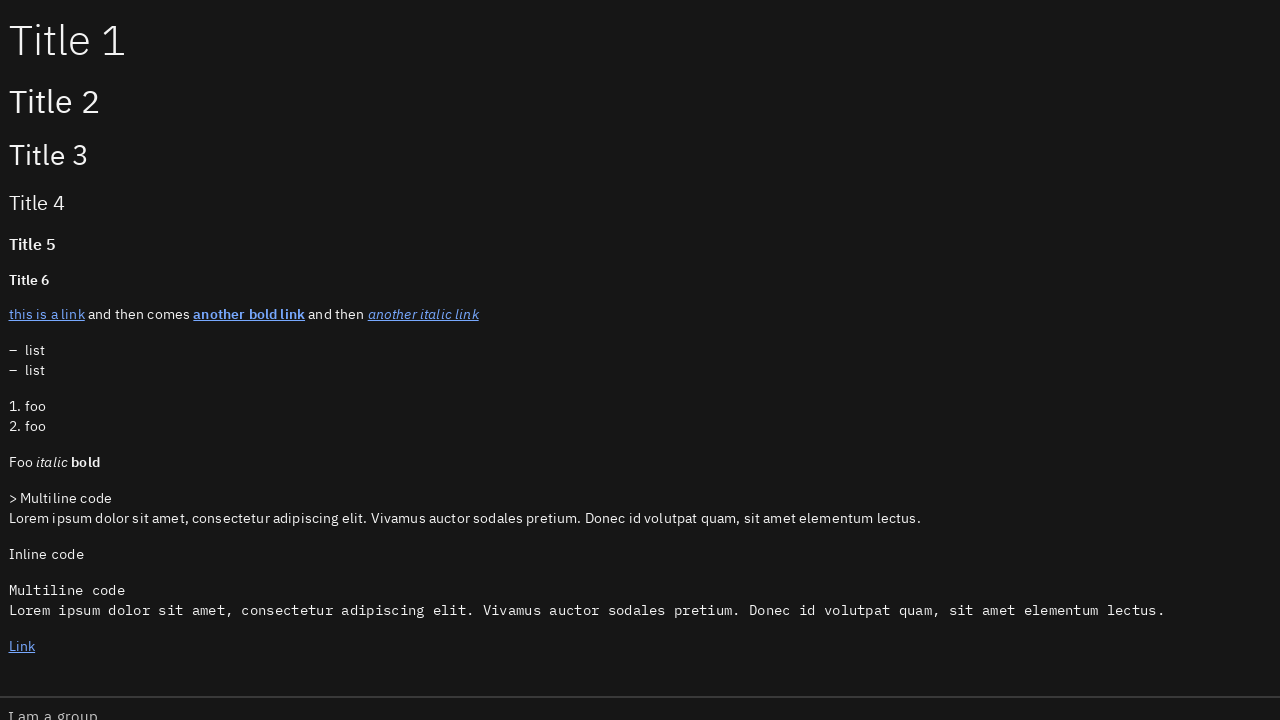 Title 1
Title 2
Title 3
Title 4
Title 5
Title 6
this is a link and then comes another bold link and then another italic link
– list
– list
1. foo
2. foo
Foo italic bold
> Multiline code
Lorem ipsum dolor sit amet, consectetur adipiscing elit. Vivamus auctor sodales pretium. Donec id volutpat quam, sit amet elementum lectus.
Inline code
Multiline code
Lorem ipsum dolor sit amet, consectetur adipiscing elit. Vivamus auctor sodales pretium. Donec id volutpat quam, sit amet elementum lectus.
Link
I am a group